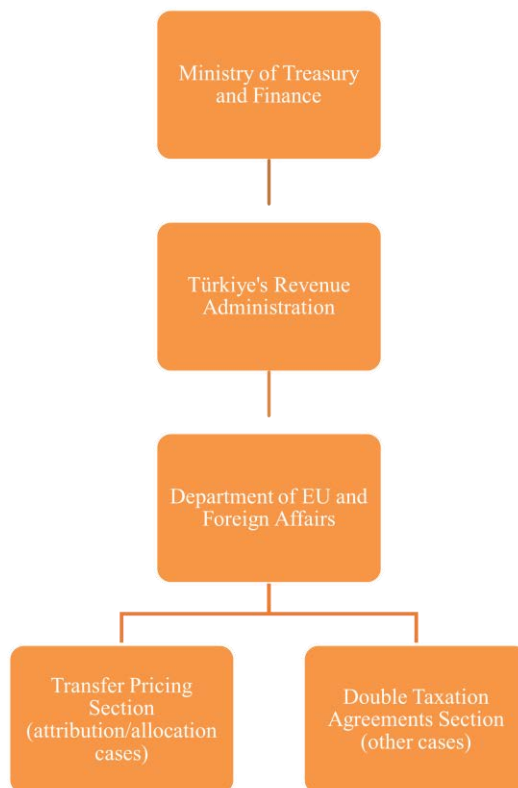 Ministry of Treasury
and Finance
Türkiye's Revenue
Administration
Department of EU and
Foreign Affairs
Transfer Pricing
Section
(attribution/allocation
cases)
Double Taxation
Agreements Section
(other cases)